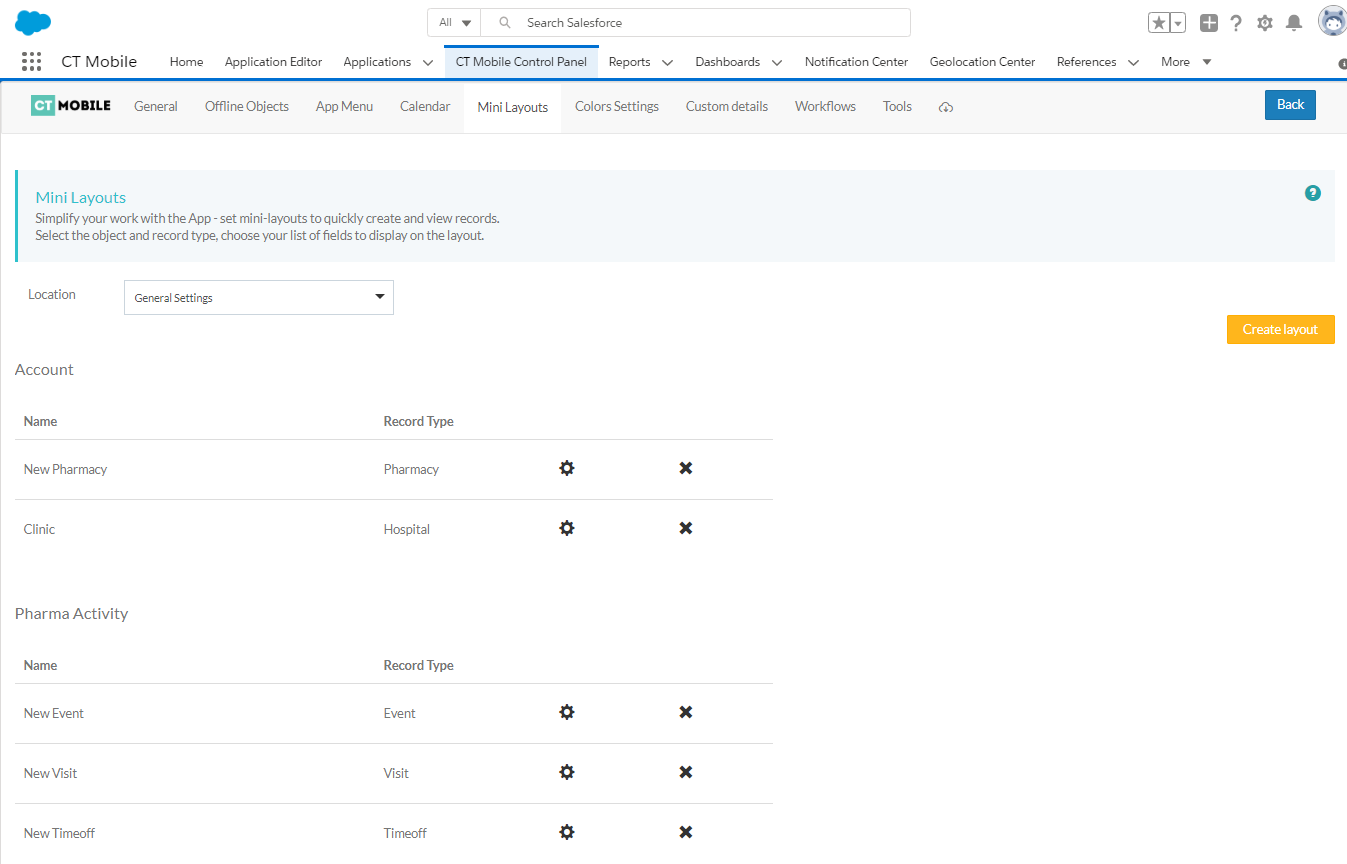 All Search Salesforce
CT Mobile Home Application Editor Applications CT Mobile Control Panel Reports Dashboards Notification Center Geolocation Center References More
CT MOBILE General Offline Objects App Menu Calendar Mini Layouts Colors Settings Custom details Workflows Tools Back
Mini Layouts
Simplify your work with the App - set mini-layouts to quickly create and view records.
Select the object and record type, choose your list of fields to display on the layout.
Location General Settings
Create layout
Account
Name Record Type
New Pharmacy Pharmacy
Clinic Hospital
Pharma Activity
Name Record Type
New Event Event
New Visit Visit
New Timeoff Timeoff